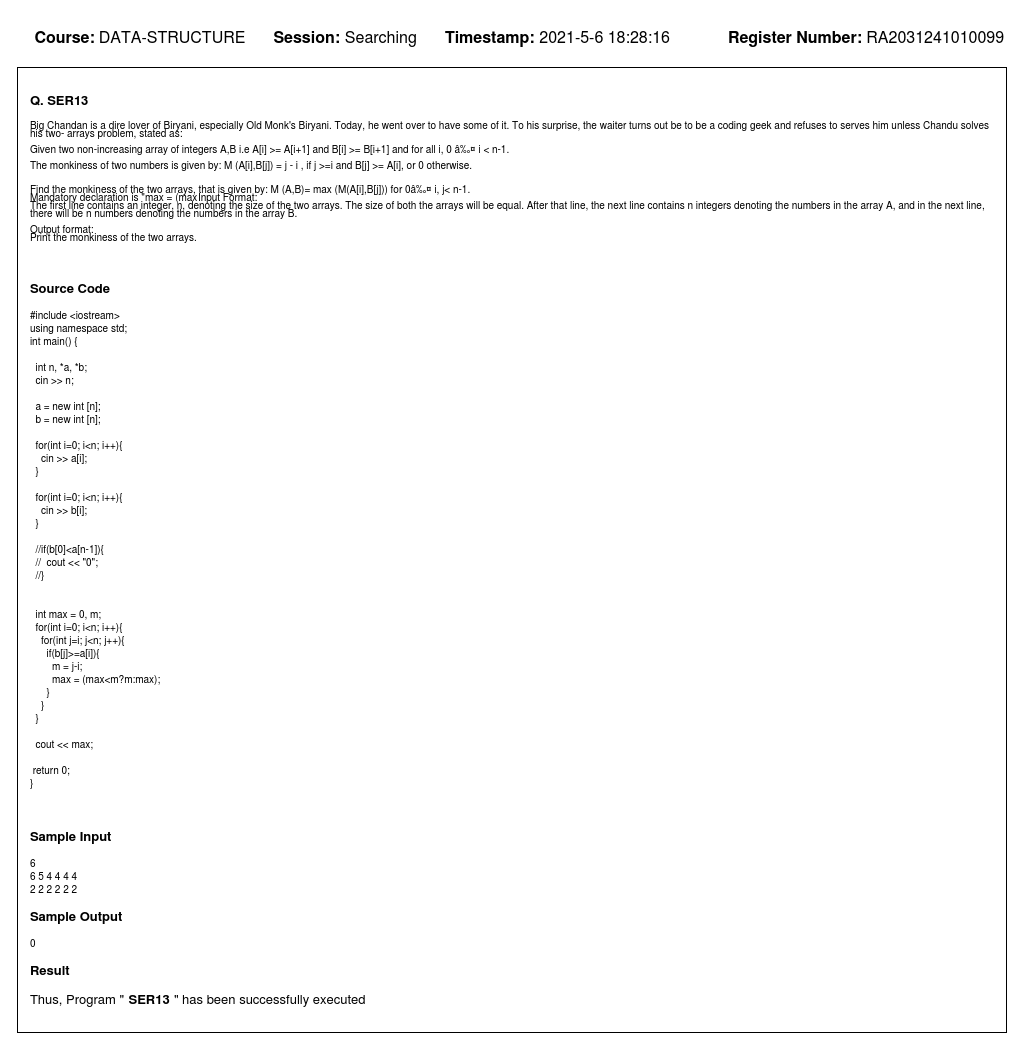 Course: DATA-STRUCTURE Session: Searching Timestamp: 2021-5-6 18:28:16 Register Number: RA2031241010099
Q. SER13
Big Chandan is a dire lover of Biryani, especially Old Monk's Biryani. Today, he went over to have some of it. To his surprise, the waiter turns out be to be a coding geek and refuses to serves him unless Chandu solves
his two- arrays problem, stated as:
Given two non-increasing array of integers A,B i.e A[i] >= A[i+1] and B[i] >= B[i+1] and for all i, 0 â‰¤ i < n-1.
The monkiness of two numbers is given by: M (A[i],B[j]) = j - i , if j >=i and B[j] >= A[i], or 0 otherwise.
Find the monkiness of the two arrays, that is given by: M (A,B)= max (M(A[i],B[j])) for 0â‰¤ i, j< n-1.
Mandatory declaration is "max = (maxInput Format:
The first line contains an integer, n, denoting the size of the two arrays. The size of both the arrays will be equal. After that line, the next line contains n integers denoting the numbers in the array A, and in the next line,
there will be n numbers denoting the numbers in the array B.
Output format:
Print the monkiness of the two arrays.
Source Code
#include <iostream>
using namespace std;
int main() {
int n, *a, *b;
cin >> n;
a = new int [n];
b = new int [n];
for(int i=0; i<n; i++){
cin >> a[i];
}
for(int i=0; i<n; i++){
cin >> b[i];
}
//if(b[0]<a[n-1]){
// cout << "0";
//}
int max = 0, m;
for(int i=0; i<n; i++){
for(int j=i; j<n; j++){
if(b[j]>=a[i]){
m = j-i;
max = (max<m?m:max);
}
}
}
cout << max;
return 0;
}
Sample Input
6
6 5 4 4 4 4
2 2 2 2 2 2
Sample Output
0
Result
Thus, Program " SER13 " has been successfully executed